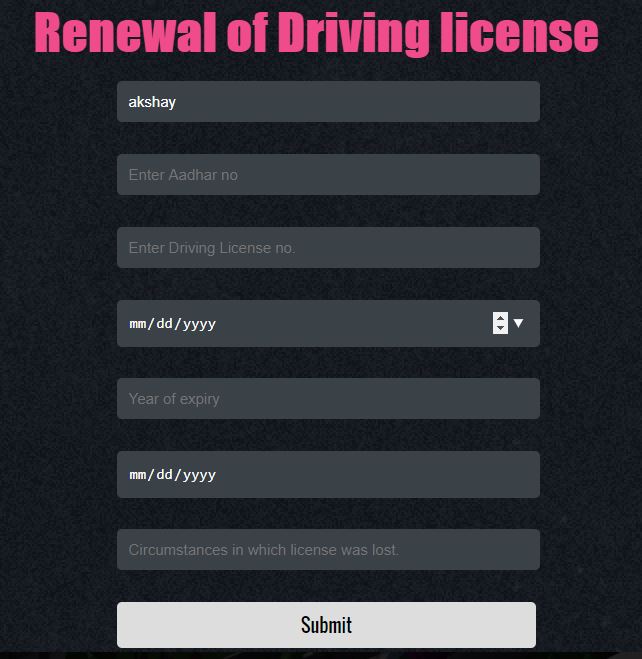 Renewal of Driving license
akshay
Enter Aadhar no
Enter Driving License no.
mm/dd/yyyy
Year of expiry
mm/dd/yyyy
Circumstances in which license was lost.
Submit